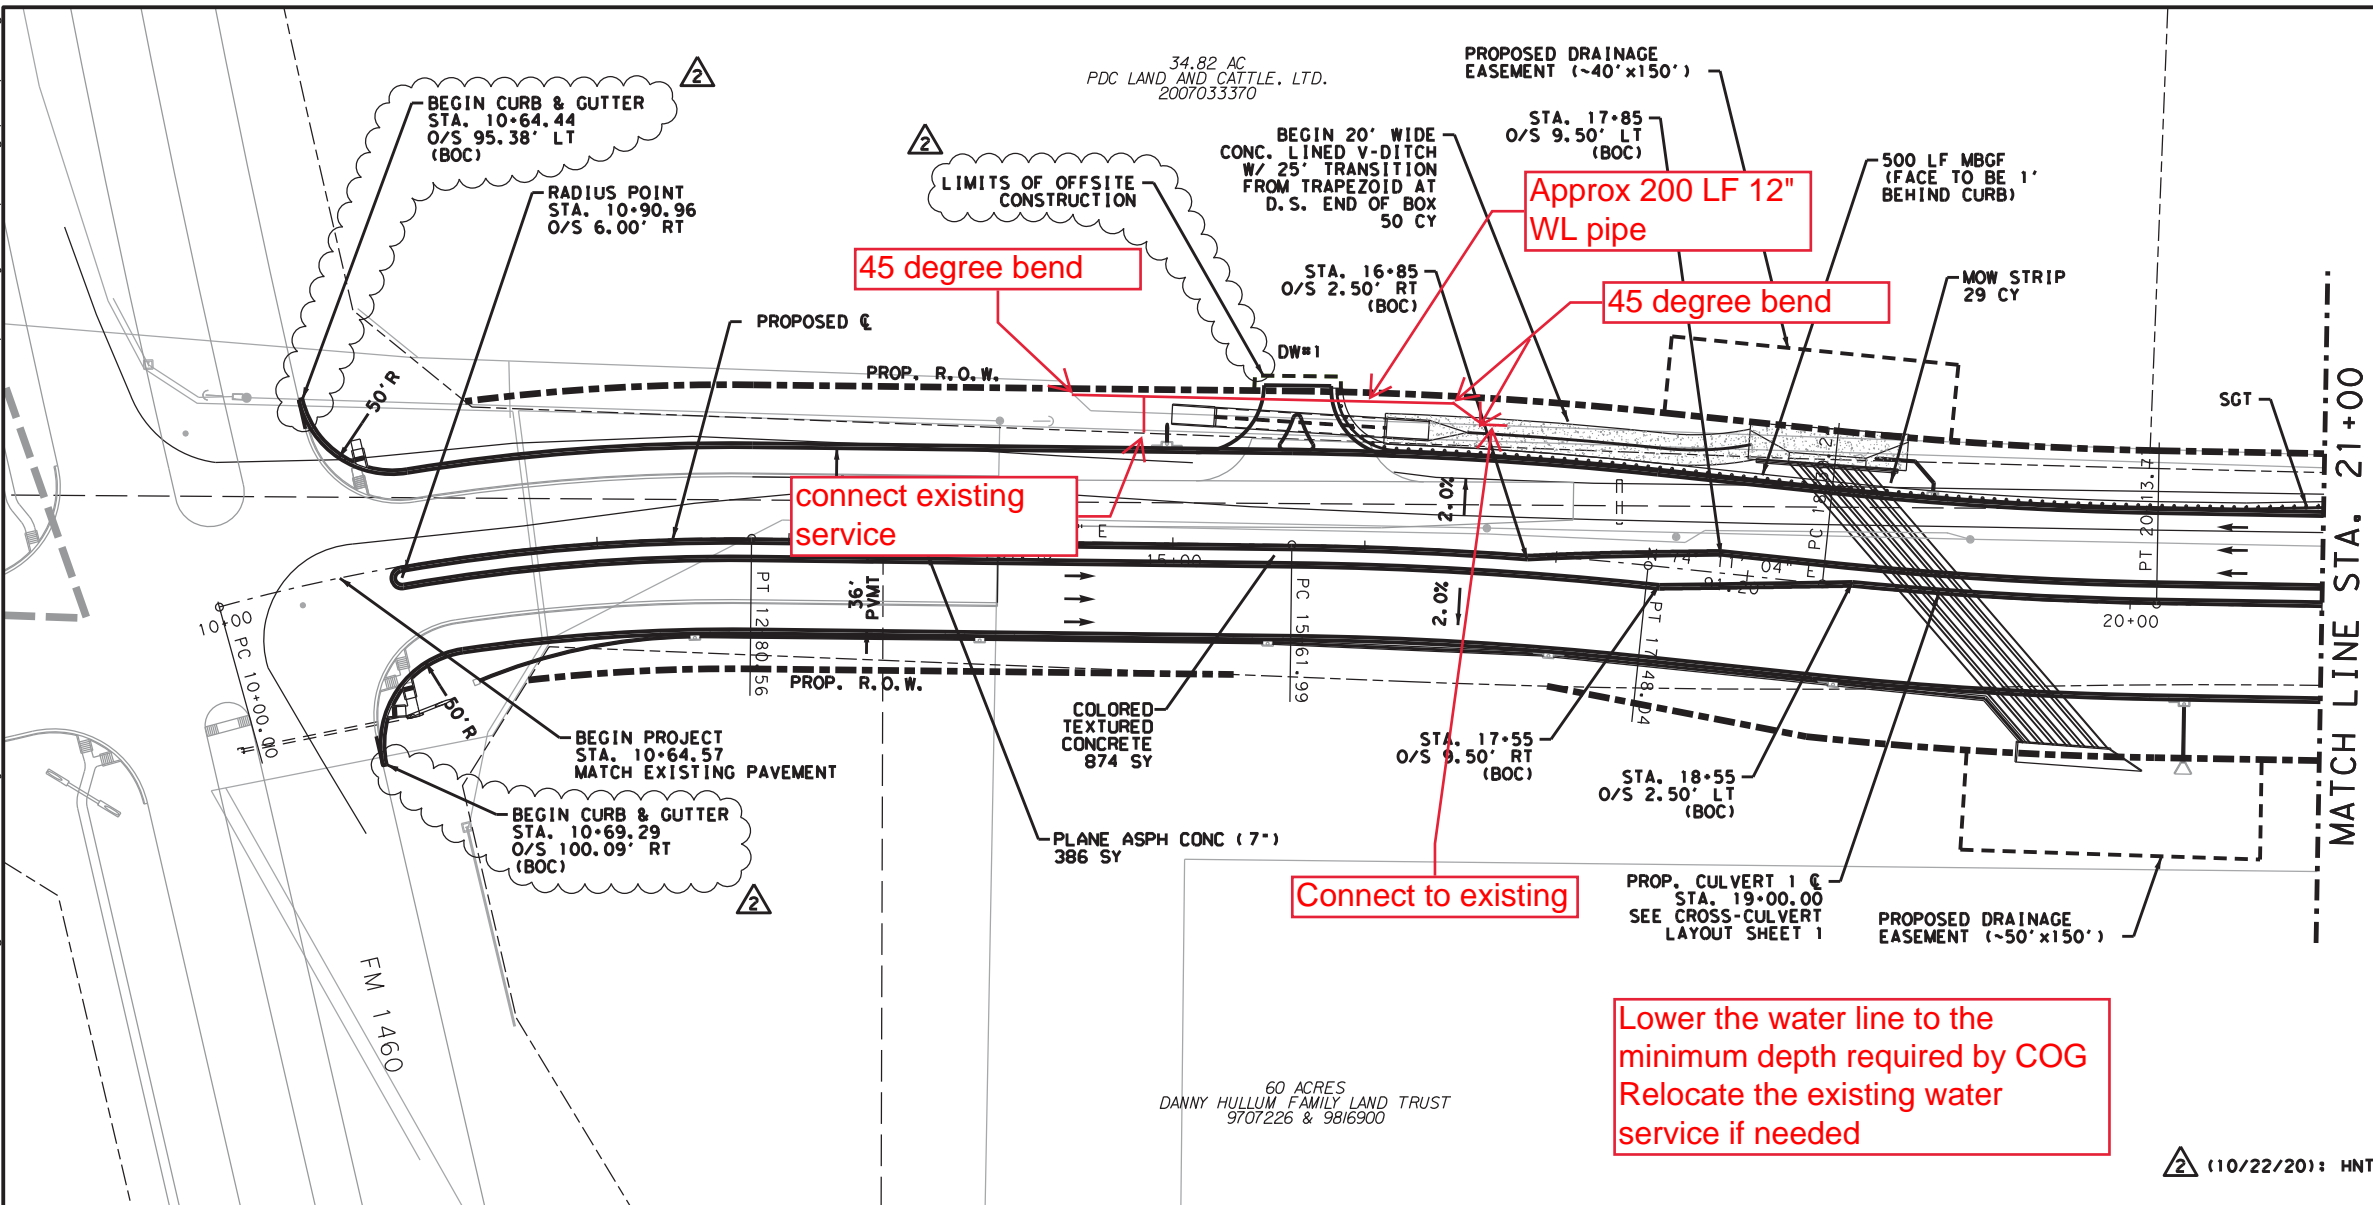 34.82 AC
PDC LAND AND CATTLE, LTD.
2007033370
PROPOSED DRAINAGE
EASEMENT (~40'x150')
2
BEGIN CURB & GUTTER
STA. 10+64.44
O/S 95.38' LT
(BOC)
RADIUS POINT
STA. 10+90.96
O/S 6.00' RT
2
LIMITS OF OFFSITE
CONSTRUCTION
BEGIN 20' WIDE
CONC. LINED V-DITCH
W/ 25' TRANSITION
FROM TRAPEZOID AT
D.S. END OF BOX
50 CY
STA. 17+85
O/S 9.50' LT
(BOC)
500 LF MBGF
(FACE TO BE 1'
BEHIND CURB)
Approx 200 LF 12"
WL pipe
45 degree bend
STA. 16+85
O/S 2.50' RT
(BOC)
45 degree bend
MOW STRIP
29 CY
PROPOSED ℄
DW#1
PROP. R.O.W.
50'R
SGT
MATCH LINE STA. 21+00
connect existing
service
E
2.0%
15+00
PT 20+13.7
04" E
20+00
36'
PVMT
2.0%
10+00
PC 10+00.00
PT 12+80.56
PC 15+61.99
PT 17+48.04
PROP. R.O.W.
50'R
COLORED
TEXTURED
CONCRETE
874 SY
BEGIN PROJECT
STA. 10+64.57
MATCH EXISTING PAVEMENT
STA. 17+55
O/S 9.50' RT
(BOC)
STA. 18+55
O/S 2.50' LT
(BOC)
BEGIN CURB & GUTTER
STA. 10+69.29
O/S 100.09' RT
(BOC)
2
PLANE ASPH CONC (7")
386 SY
Connect to existing
PROP. CULVERT 1 ℄
STA. 19+00.00
SEE CROSS-CULVERT
LAYOUT SHEET 1
PROPOSED DRAINAGE
EASEMENT (~50'x150')
FM 1460
60 ACRES
DANNY HULLUM FAMILY LAND TRUST
9707226 & 9816900
Lower the water line to the
minimum depth required by COG
Relocate the existing water
service if needed
2 (10/22/20): HNT